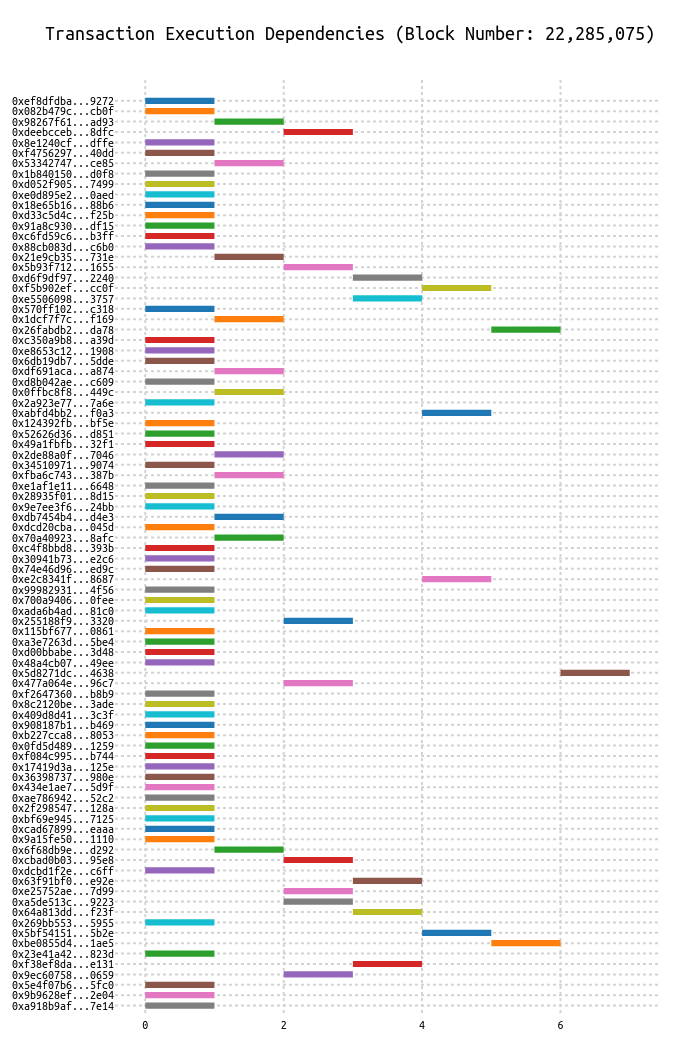 Transaction Execution Dependencies (Block Number: 22,285,075)
0xef8dfdba...9272
0x082b479c...cb0f
0x98267f61...ad93
0xdeebcceb...8dfc
0x8e1240cf...dffe
0xf4756297...40dd
0x53342747...ce85
0x1b840150...d0f8
0xd052f905...7499
0xe0d895e2...0aed
0x18e65b16...88b6
0xd33c5d4c...f25b
0x91a8c930...df15
0xc6fd59c6...b3ff
0x88cb083d...c6b0
0x21e9cb35...731e
0x5b93f712...1655
0xd6f9df97...2240
0xf5b902ef...cc0f
0xe5506098...3757
0x570ff102...c318
0x1dcf7f7c...f169
0x26fabdb2...da78
0xc350a9b8...a39d
0xe8653c12...1908
0x6db19db7...5dde
0xdf691aca...a874
0xd8b042ae...c609
0x0ffbc8f8...449c
0x2a923e77...7a6e
0xabfd4bb2...f0a3
0x124392fb...bf5e
0x52626d36...d851
0x49a1fbfb...32f1
0x2de88a0f...7046
0x34510971...9074
0xfba6c743...387b
0xe1af1e11...6648
0x28935f01...8d15
0x9e7ee3f6...24bb
0xdb7454b4...d4e3
0xdcd20cba...045d
0x70a40923...8afc
0xc4f8bbd8...393b
0x30941b73...e2c6
0x74e46d96...ed9c
0xe2c8341f...8687
0x99982931...4f56
0x700a9406...0fee
0xada6b4ad...81c0
0x255188f9...3320
0x115bf677...0861
0xa3e7263d...5be4
0xd00bbabe...3d48
0x48a4cb07...49ee
0x5d8271dc...4638
0x477a064e...96c7
0xf2647360...b8b9
0x8c2120be...3ade
0x409d8d41...3c3f
0x908187b1...b469
0xb227cca8...8053
0x0fd5d489...1259
0xf084c995...b744
0x17419d3a...125e
0x36398737...980e
0x434e1ae7...5d9f
0xae786942...52c2
0x2f298547...128a
0xbf69e945...7125
0xcad67899...eaaa
0x9a15fe50...1110
0x6f68db9e...d292
0xcbad0b03...95e8
0xdcbd1f2e...c6ff
0x63f91bf0...e92e
0xe25752ae...7d99
0xa5de513c...9223
0x64a813dd...f23f
0x269bb553...5955
0x5bf54151...5b2e
0xbe0855d4...1ae5
0x23e41a42...823d
0xf38ef8da...e131
0x9ec60758...0659
0x5e4f07b6...5fc0
0x9b9628ef...2e04
0xa918b9af...7e14
0 2 4 6